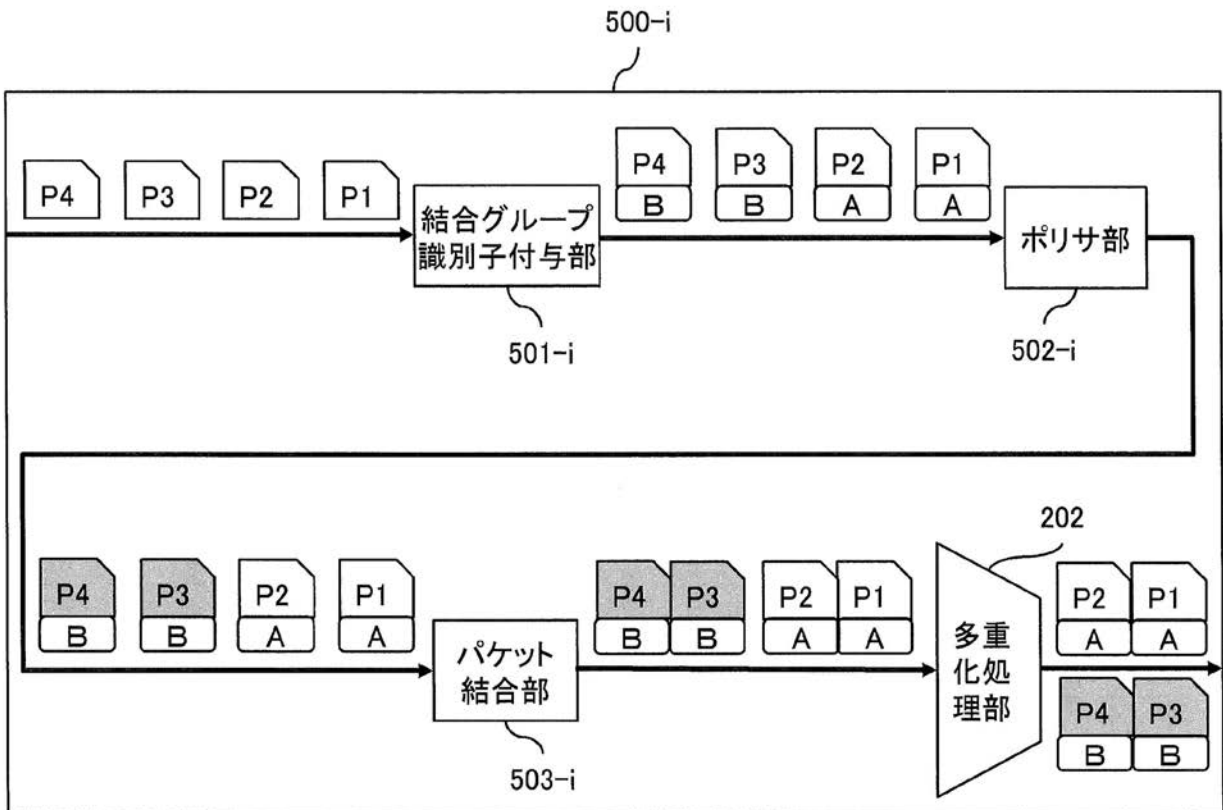 500-i
P4 P3 P2 P1
結合グループ
識別子付与部
501-i
P4 P3 P2 P1
B B A A
ポリサ部
502-i
P4 P3 P2 P1
B B A A
パケット
結合部
503-i
P4 P3 P2 P1
B B A A
202
多重
化処
理部
P2 P1
A A
P4 P3
B B